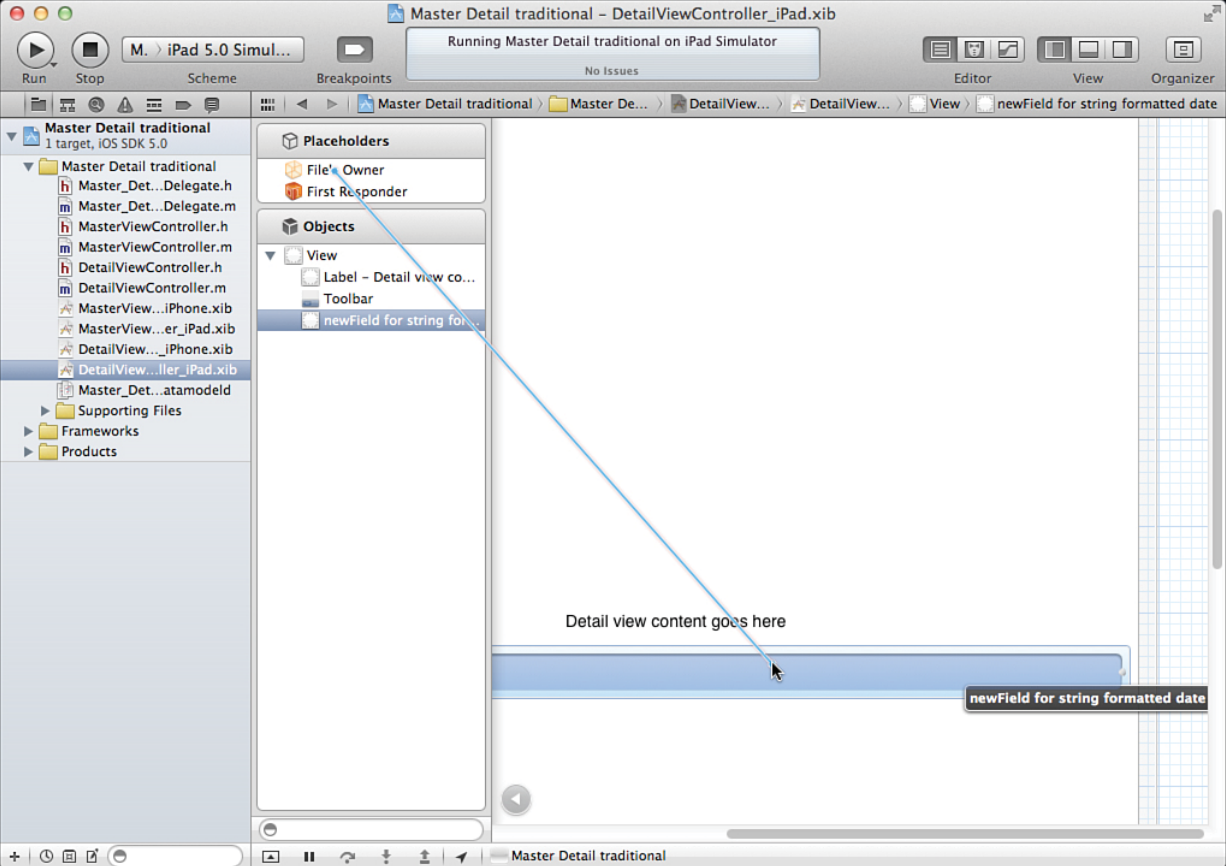 Master Detail traditional – DetailViewController_iPad.xib
M. 〉 iPad 5.0 Simul...
Running Master Detail traditional on iPad Simulator
No Issues
Run
Stop
Scheme
Breakpoints
Editor
View
Organizer
Master Detail traditional
Master De...
DetailView...
DetailView...
View
newField for string formatted date
Master Detail traditional
1 target, iOS SDK 5.0
Master Detail traditional
Master_Det...Delegate.h
Master_Det...Delegate.m
MasterViewController.h
MasterViewController.m
DetailViewController.h
DetailViewController.m
MasterView...iPhone.xib
MasterView...er_iPad.xib
DetailView..._iPhone.xib
DetailView...ller_iPad.xib
Master_Det...atamodeld
Supporting Files
Frameworks
Products
Placeholders
File's Owner
First Responder
Objects
View
Label – Detail view co...
Toolbar
newField for string for...
Detail view content goes here
newField for string formatted date
Master Detail traditional